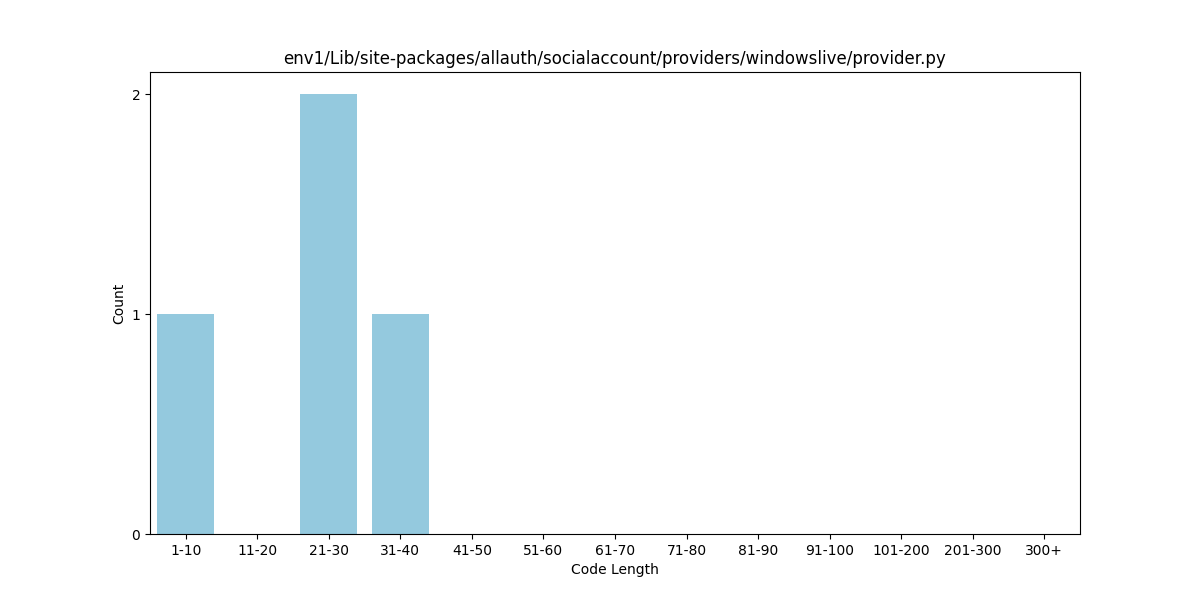 env1/Lib/site-packages/allauth/socialaccount/providers/windowslive/provider.py
2
1
0
Count
1-10 11-20 21-30 31-40 41-50 51-60 61-70 71-80 81-90 91-100 101-200 201-300 300+
Code Length